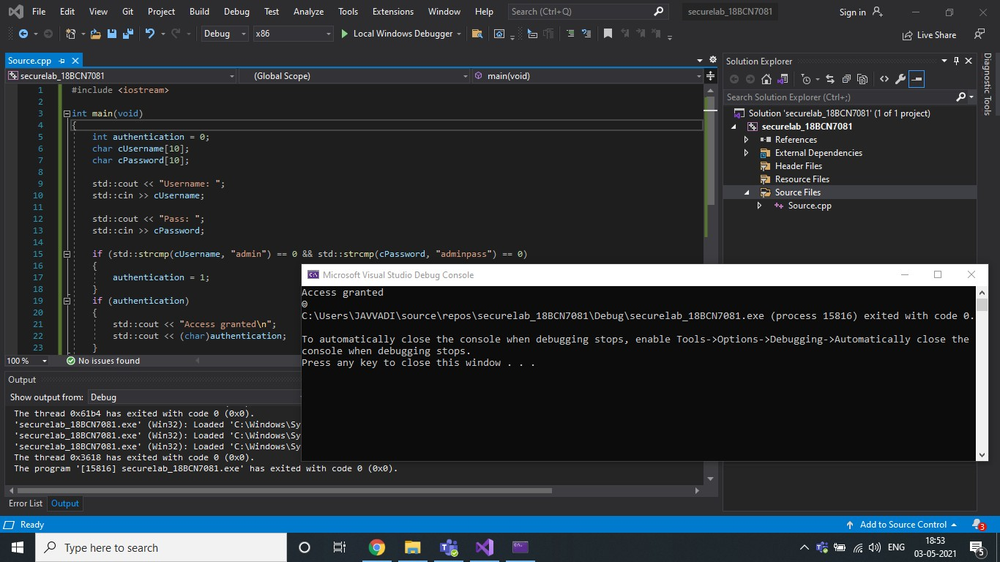 File Edit View Git Project Build Debug Test Analyze Tools Extensions Window Help Search (Ctrl+Q) securelab_18BCN7081 Sign in
Debug x86 Local Windows Debugger Live Share
Source.cpp
securelab_18BCN7081 (Global Scope) main(void)
1 #include <iostream>
2
3 int main(void)
4 {
5 int authentication = 0;
6 char cUsername[10];
7 char cPassword[10];
8
9 std::cout << "Username: ";
10 std::cin >> cUsername;
11
12 std::cout << "Pass: ";
13 std::cin >> cPassword;
14
15 if (std::strcmp(cUsername, "admin") == 0 && std::strcmp(cPassword, "adminpass") == 0)
16 {
17 authentication = 1;
18 }
19 if (authentication)
20 {
21 std::cout << "Access granted\n";
22 std::cout << (char)authentication;
23 }
100 % No issues found
Solution Explorer
Search Solution Explorer (Ctrl+;)
Solution 'securelab_18BCN7081' (1 of 1 project)
securelab_18BCN7081
References
External Dependencies
Header Files
Resource Files
Source Files
Source.cpp
Diagnostic Tools
Microsoft Visual Studio Debug Console
Access granted
☺
C:\Users\JAVVADI\source\repos\securelab_18BCN7081\Debug\securelab_18BCN7081.exe (process 15816) exited with code 0.
To automatically close the console when debugging stops, enable Tools->Options->Debugging->Automatically close the
console when debugging stops.
Press any key to close this window . . .
Output
Show output from: Debug
The thread 0x61b4 has exited with code 0 (0x0).
'securelab_18BCN7081.exe' (Win32): Loaded 'C:\Windows\Sy
'securelab_18BCN7081.exe' (Win32): Loaded 'C:\Windows\Sy
'securelab_18BCN7081.exe' (Win32): Loaded 'C:\Windows\Sy
The thread 0x3618 has exited with code 0 (0x0).
The program '[15816] securelab_18BCN7081.exe' has exited with code 0 (0x0).
Error List Output
Ready Add to Source Control 3
Type here to search ENG 18:53
03-05-2021 5